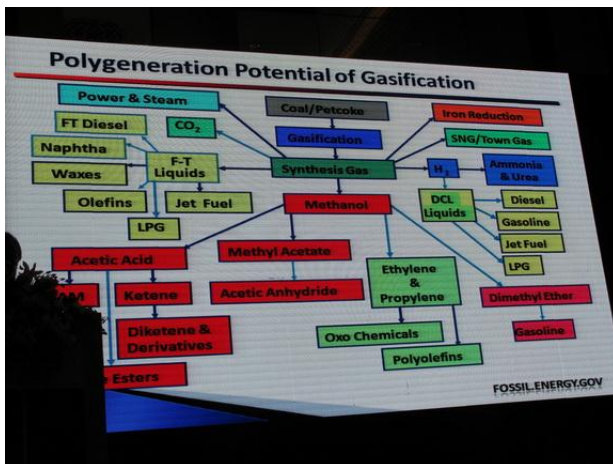 Polygeneration Potential of Gasification
Power & Steam
Coal/Petcoke
Iron Reduction
FT Diesel
CO2
Gasification
SNG/Town Gas
Naphtha
F-T
Liquids
Synthesis Gas
H2
Ammonia
& Urea
Waxes
Olefins
Jet Fuel
Methanol
DCL
Liquids
Diesel
Gasoline
Jet Fuel
LPG
LPG
Acetic Acid
Methyl Acetate
Ethylene
&
Propylene
Dimethyl Ether
Ketene
Acetic Anhydride
Diketene &
Derivatives
Oxo Chemicals
Gasoline
Polyolefins
Esters
FOSSIL.ENERGY.GOV